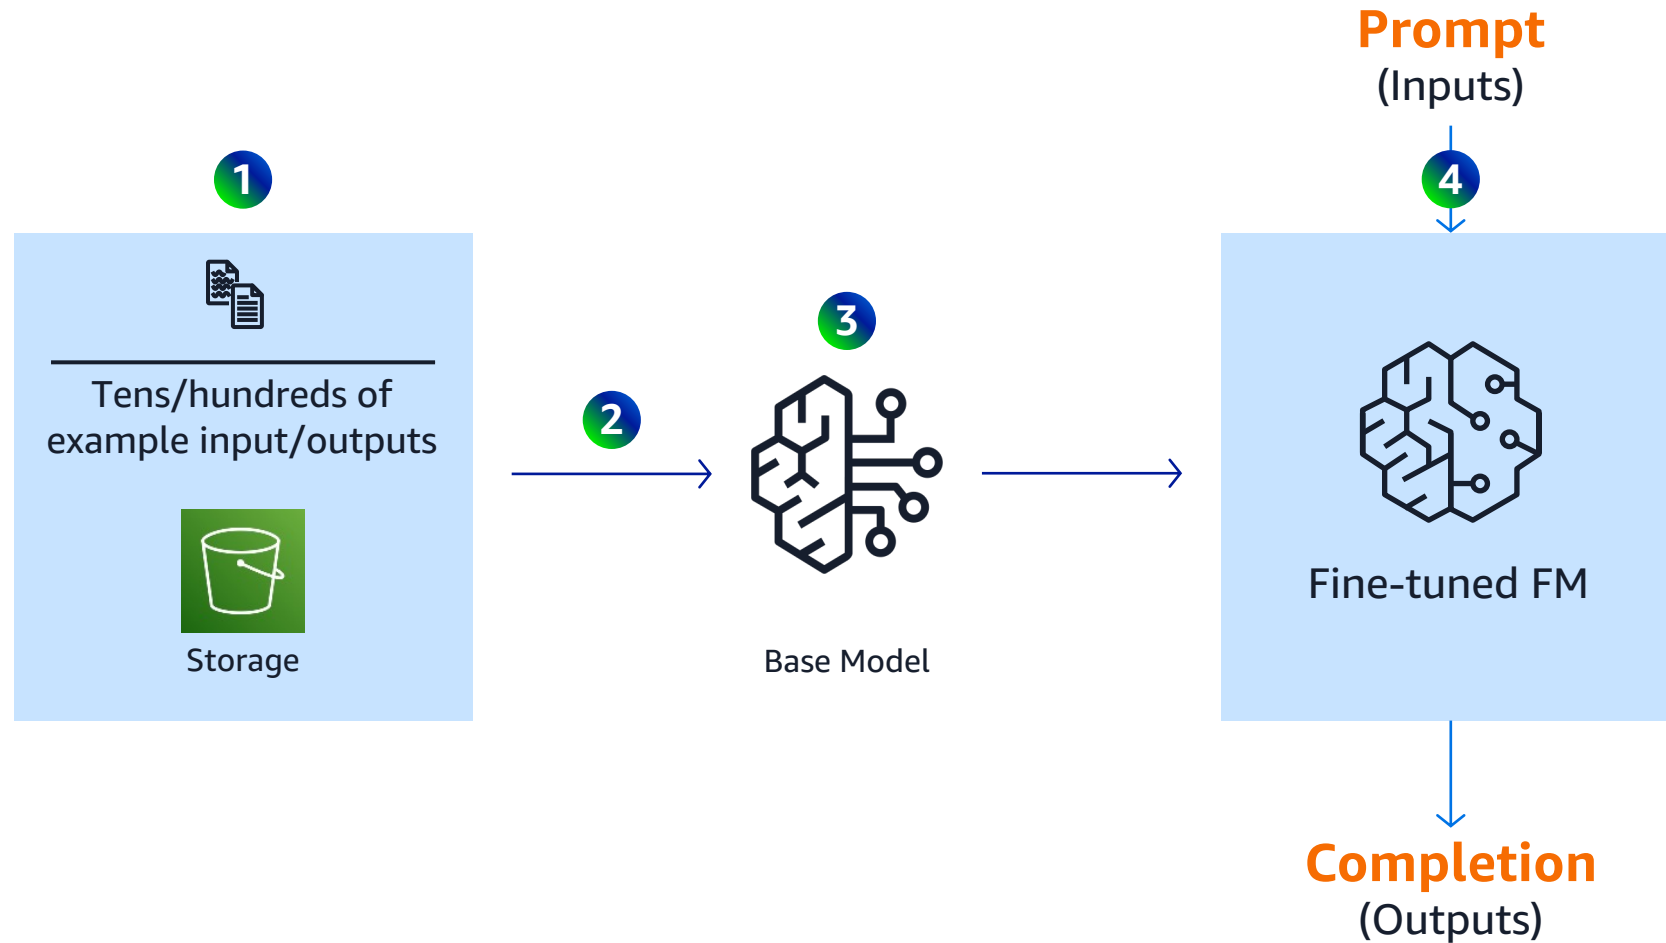 Prompt
(Inputs)
1
4
Tens/hundreds of
example input/outputs
Storage
2
3
Base Model
Fine-tuned FM
Completion
(Outputs)